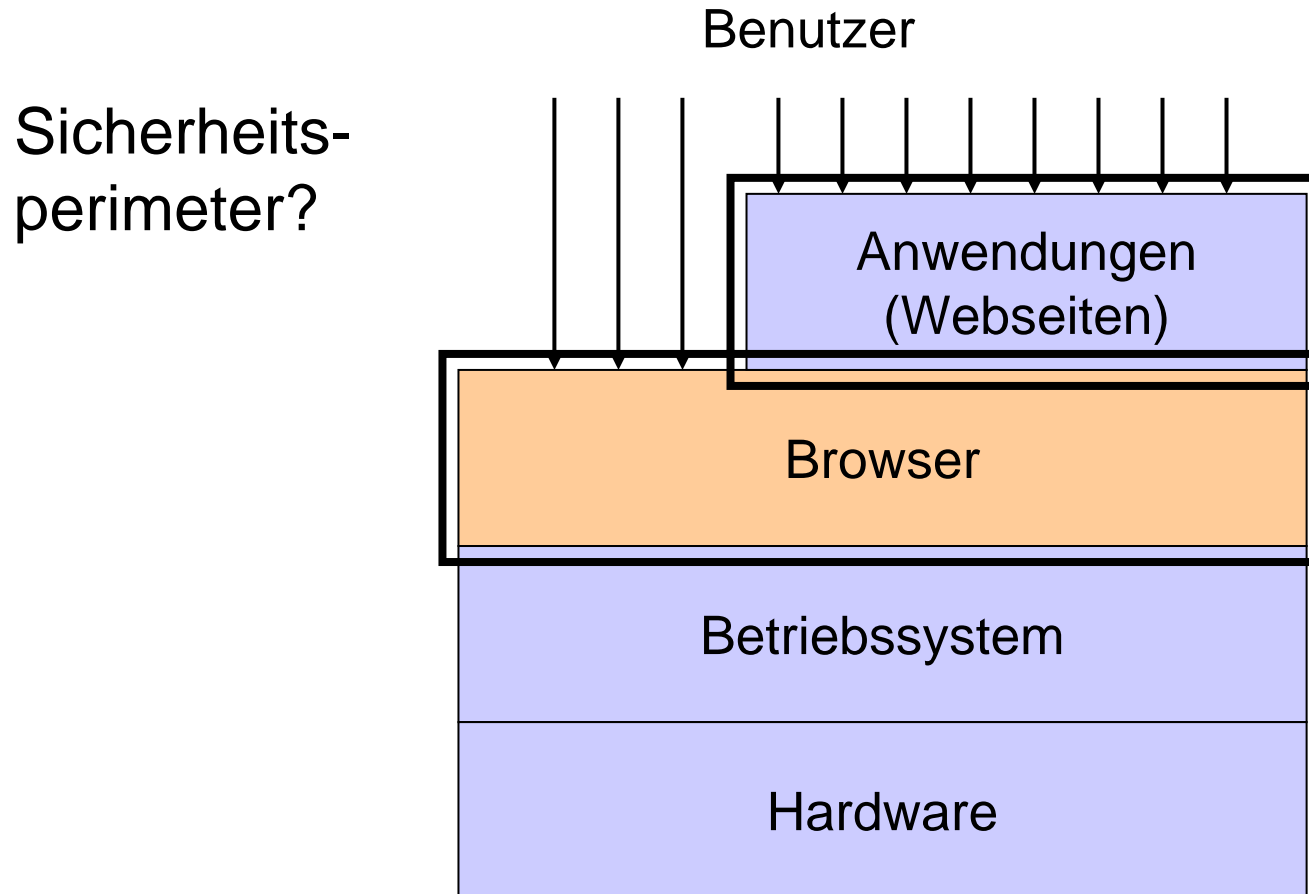 Benutzer
Sicherheits-
perimeter?
Anwendungen
(Webseiten)
Browser
Betriebssystem
Hardware